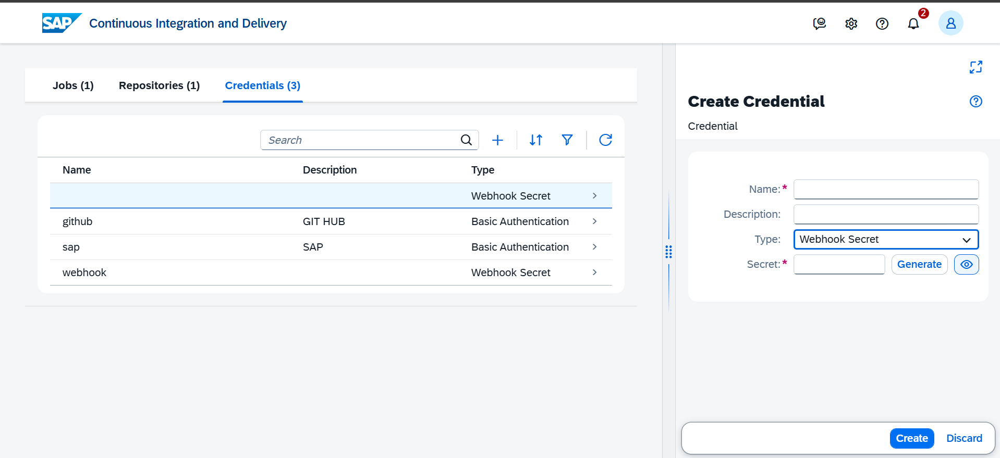 SAP Continuous Integration and Delivery
2
Jobs (1) Repositories (1) Credentials (3)
Search
Name Description Type
Webhook Secret
github GIT HUB Basic Authentication
sap SAP Basic Authentication
webhook Webhook Secret
Create Credential
Credential
Name:*
Description:
Type: Webhook Secret
Secret:* Generate
Create Discard